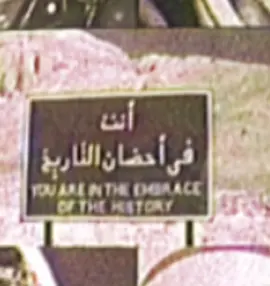 أنت
في أحضان التاريخ
YOU ARE IN THE EMBRACE
OF THE HISTORY